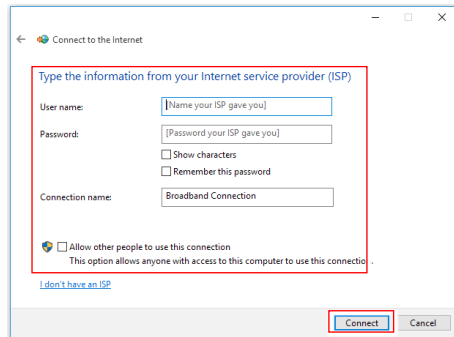 Connect to the Internet
Type the information from your Internet service provider (ISP)
User name: [Name your ISP gave you]
Password: [Password your ISP gave you]
Show characters
Remember this password
Connection name: Broadband Connection
Allow other people to use this connection
This option allows anyone with access to this computer to use this connection.
I don't have an ISP
Connect Cancel